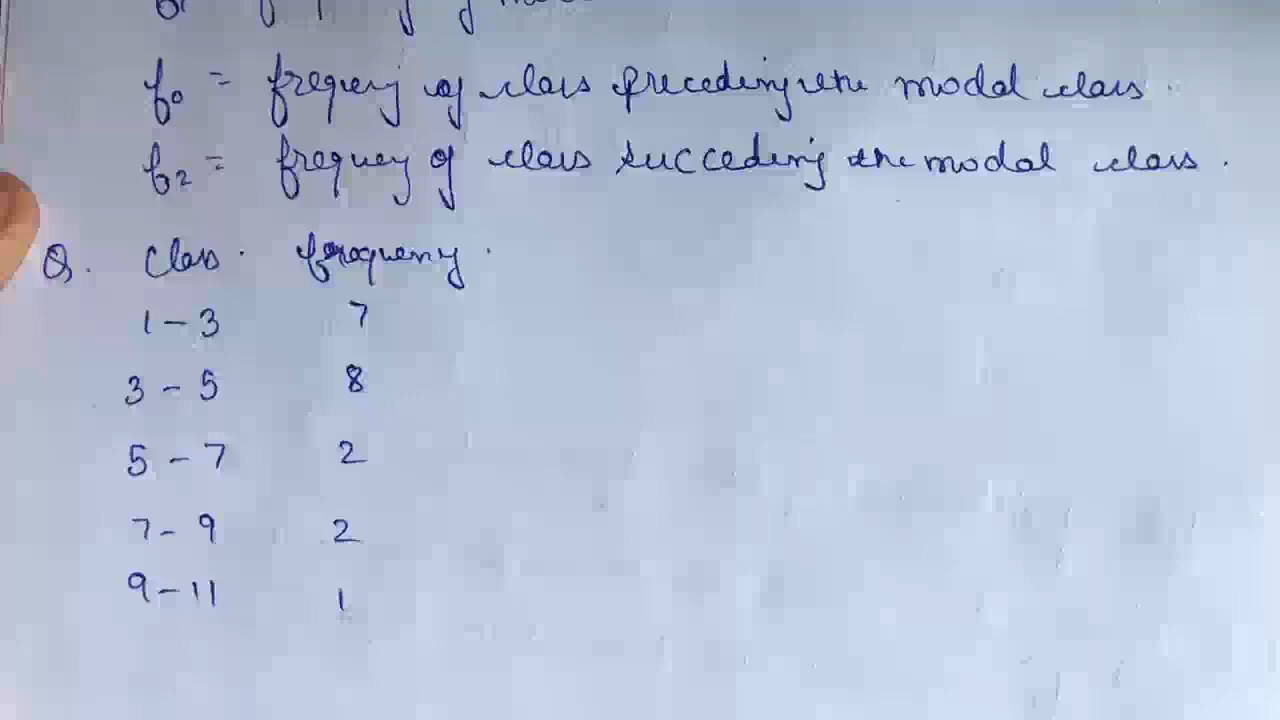 f0 = frequency of class preceding the modal class.
f2 = frequency of class succeding the modal class.
Q. Class. frequency.
1 - 3 7
3 - 5 8
5 - 7 2
7 - 9 2
9 - 11 1